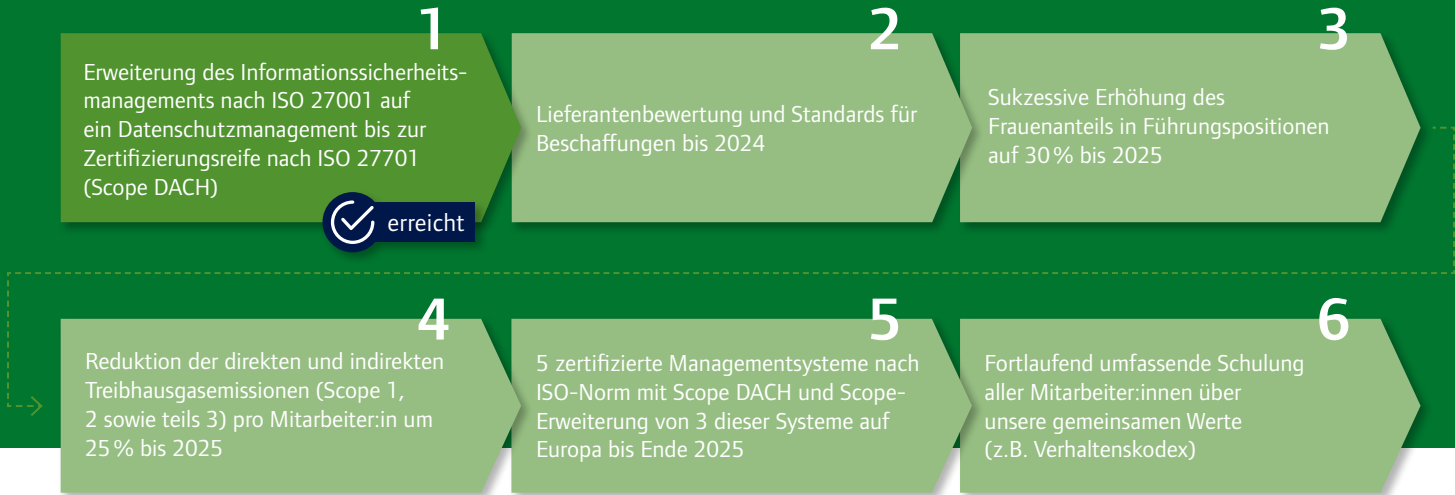 1
Erweiterung des Informationssicherheits-
managements nach ISO 27001 auf
ein Datenschutzmanagement bis zur
Zertifizierungsreife nach ISO 27701
(Scope DACH)
erreicht
2
Lieferantenbewertung und Standards für
Beschaffungen bis 2024
3
Sukzessive Erhöhung des
Frauenanteils in Führungspositionen
auf 30 % bis 2025
4
Reduktion der direkten und indirekten
Treibhausgasemissionen (Scope 1,
2 sowie teils 3) pro Mitarbeiter:in um
25 % bis 2025
5
5 zertifizierte Managementsysteme nach
ISO-Norm mit Scope DACH und Scope-
Erweiterung von 3 dieser Systeme auf
Europa bis Ende 2025
6
Fortlaufend umfassende Schulung
aller Mitarbeiter:innen über
unsere gemeinsamen Werte
(z.B. Verhaltenskodex)